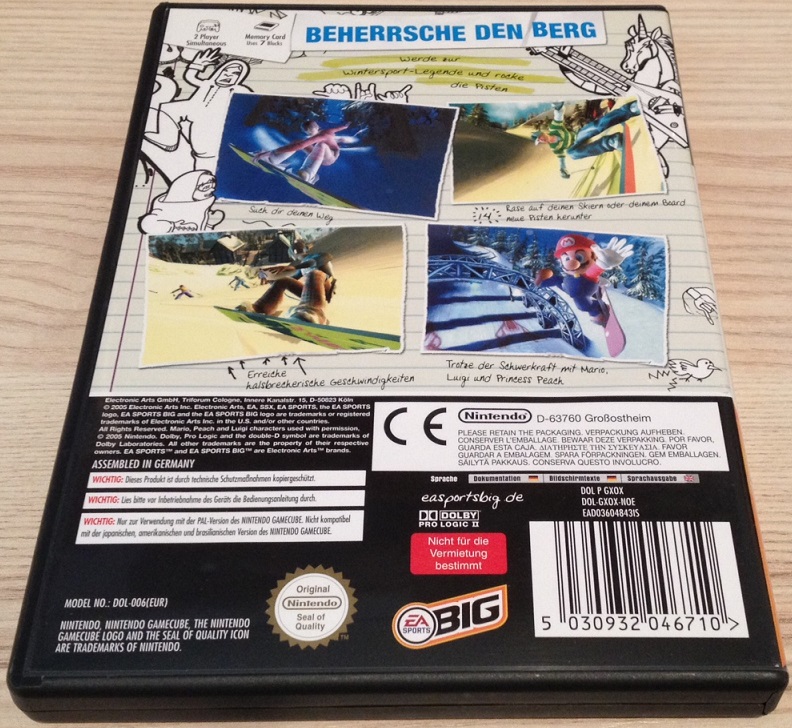 2 Player
Simultaneous
Memory Card
Uses 7 Blocks
BEHERRSCHE DEN BERG
Werde zur
Wintersport-Legende und rocke
die Pisten
Such dir deinen Weg
Rase auf deinen Skiern oder deinem Board
neue Pisten herunter
Erreiche
halsbrecherische Geschwindigkeiten
Trotze der Schwerkraft mit Mario,
Luigi und Princess Peach
Electronic Arts GmbH, Triforum Cologne, Innere Kanalstr. 15, D-50823 Köln
© 2005 Electronic Arts Inc. Electronic Arts, EA, SSX, EA SPORTS, the EA SPORTS
logo, EA SPORTS BIG and the EA SPORTS BIG logo are trademarks or registered
trademarks of Electronic Arts Inc. in the U.S. and/or other countries.
All Rights Reserved. Mario, Peach and Luigi characters used with permission,
© 2005 Nintendo. Dolby, Pro Logic and the double-D symbol are trademarks of
Dolby Laboratories. All other trademarks are the property of their respective
owners. EA SPORTS™ and EA SPORTS BIG™ are Electronic Arts™ brands.
ASSEMBLED IN GERMANY
WICHTIG: Dieses Produkt ist durch technische Schutzmaßnahmen kopiergeschützt.
WICHTIG: Lies bitte vor Inbetriebnahme des Geräts die Bedienungsanleitung durch.
WICHTIG: Nur zur Verwendung mit der PAL-Version des NINTENDO GAMECUBE. Nicht kompatibel
mit der japanischen, amerikanischen und brasilianischen Version des NINTENDO GAMECUBE.
MODEL NO.: DOL-006(EUR)
NINTENDO, NINTENDO GAMECUBE, THE NINTENDO
GAMECUBE LOGO AND THE SEAL OF QUALITY ICON
ARE TRADEMARKS OF NINTENDO.
Original
Nintendo
Seal of
Quality
TM
CE
Nintendo® D-63760 Großostheim
PLEASE RETAIN THE PACKAGING. VERPACKUNG AUFHEBEN.
CONSERVER L'EMBALLAGE. BEWAAR DEZE VERPAKKING. POR FAVOR,
GUARDAR ESTA CAJA. ΔΙΑΤΗΡΕΙΣΤΕ ΤΗΝ ΣΥΣΚΕΥΑΣΙΑ. FAVOR
GUARDAR A EMBALAGEM. SPARA FÖRPACKNINGEN. GEM EMBALLAGEN.
SÄILYTÄ PAKKAUS. CONSERVA QUESTO INVOLUCRO.
Sprache Dokumentation Bildschirmtexte Sprachausgabe
easportsbig.de
DOLBY
PRO LOGIC II
DOL P GXOX
DOL-GXOX-NOE
EAD03604843IS
Nicht für die
Vermietung
bestimmt
EA
SPORTS
BIG
5 030932 046710 >